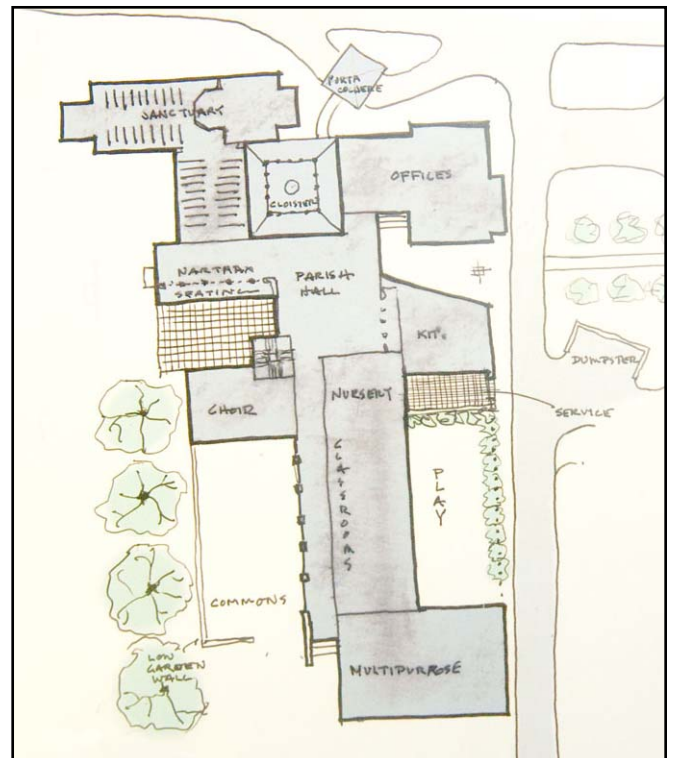 PORTA
COCHERE
SANCTUARY
OFFICES
CLOISTER
NARTHAX
SEATING
PARISH
HALL
KIT.
DUMPSTER
CHOIR
NURSERY
SERVICE
CLASSROOMS
PLAY
COMMONS
LOW
GARDEN
WALL
MULTIPURPOSE